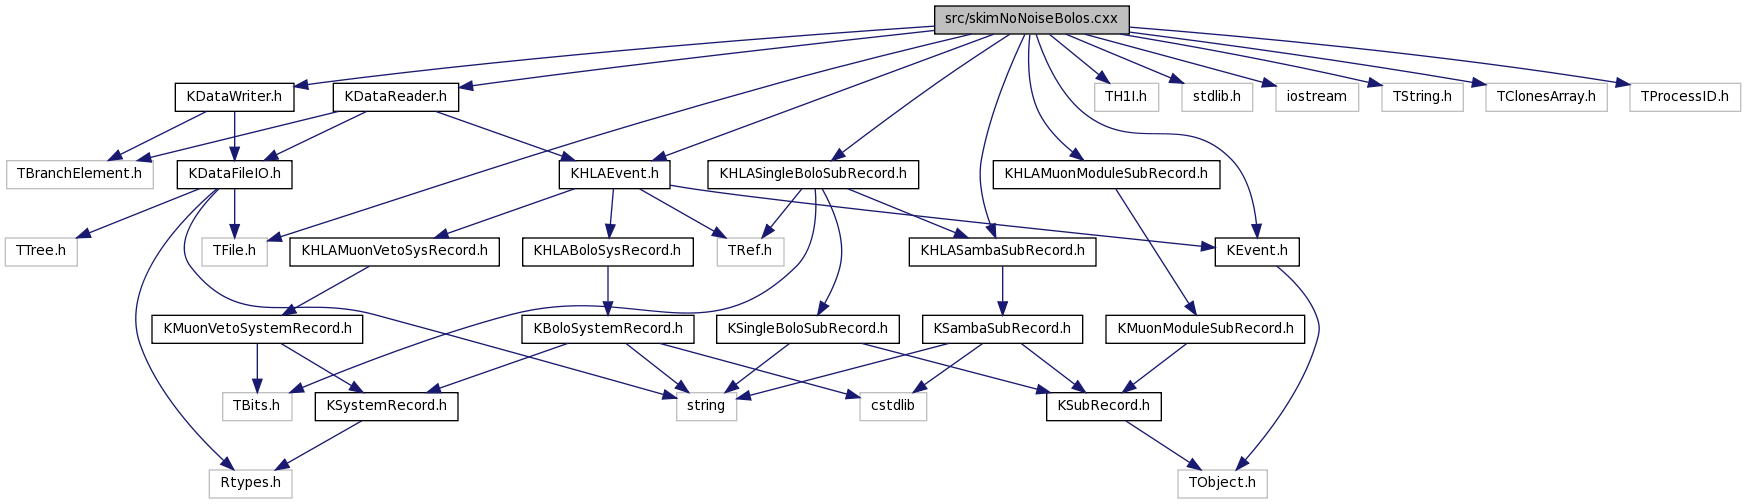 src/skimNoNoiseBolos.cxx
KDataWriter.h
KDataReader.h
TH1I.h
stdlib.h
iostream
TString.h
TClonesArray.h
TProcessID.h
TBranchElement.h
KDataFileIO.h
KHLAEvent.h
KHLASingleBoloSubRecord.h
KHLAMuonModuleSubRecord.h
TTree.h
TFile.h
KHLAMuonVetoSysRecord.h
KHLABoloSysRecord.h
TRef.h
KHLASambaSubRecord.h
KEvent.h
KMuonVetoSystemRecord.h
KBoloSystemRecord.h
KSingleBoloSubRecord.h
KSambaSubRecord.h
KMuonModuleSubRecord.h
TBits.h
KSystemRecord.h
string
cstdlib
KSubRecord.h
Rtypes.h
TObject.h